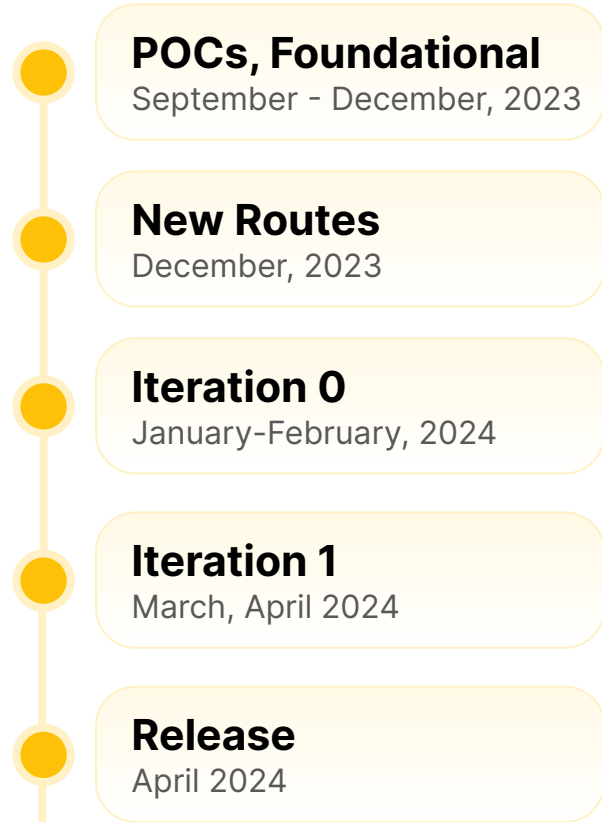 POCs, Foundational
September - December, 2023
New Routes
December, 2023
Iteration 0
January-February, 2024
Iteration 1
March, April 2024
Release
April 2024